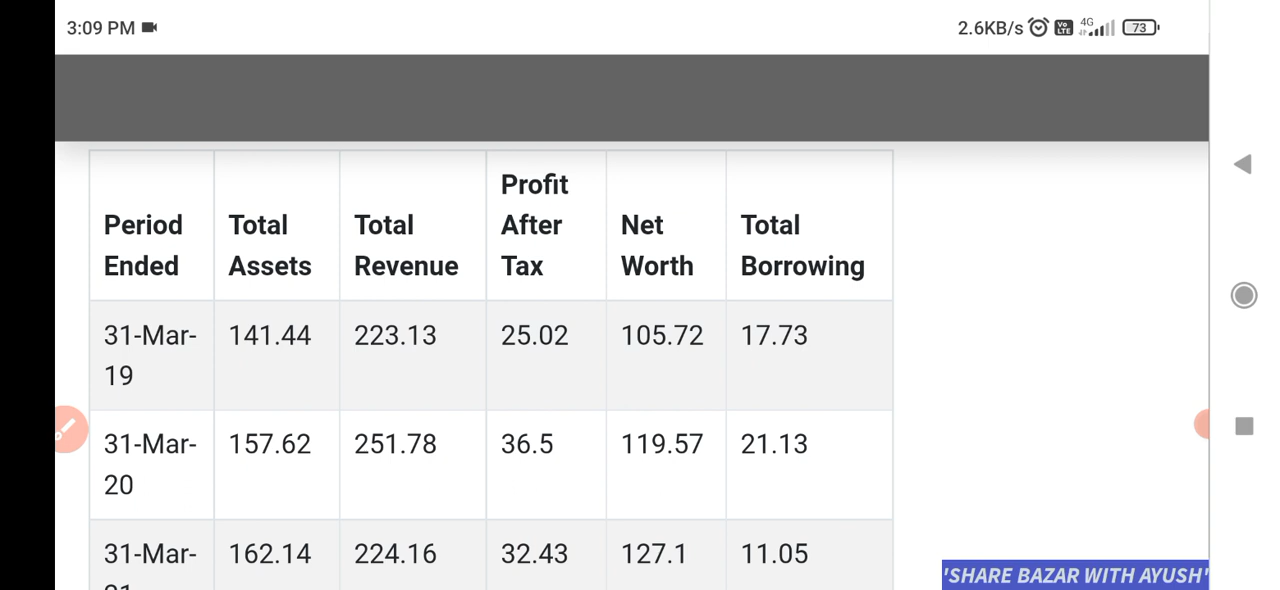 3:09 PM
2.6KB/s Vo LTE 4G 73
Period Ended
Total Assets
Total Revenue
Profit After Tax
Net Worth
Total Borrowing
31-Mar-19 141.44 223.13 25.02 105.72 17.73
31-Mar-20 157.62 251.78 36.5 119.57 21.13
31-Mar- 162.14 224.16 32.43 127.1 11.05
'SHARE BAZAR WITH AYUSH'